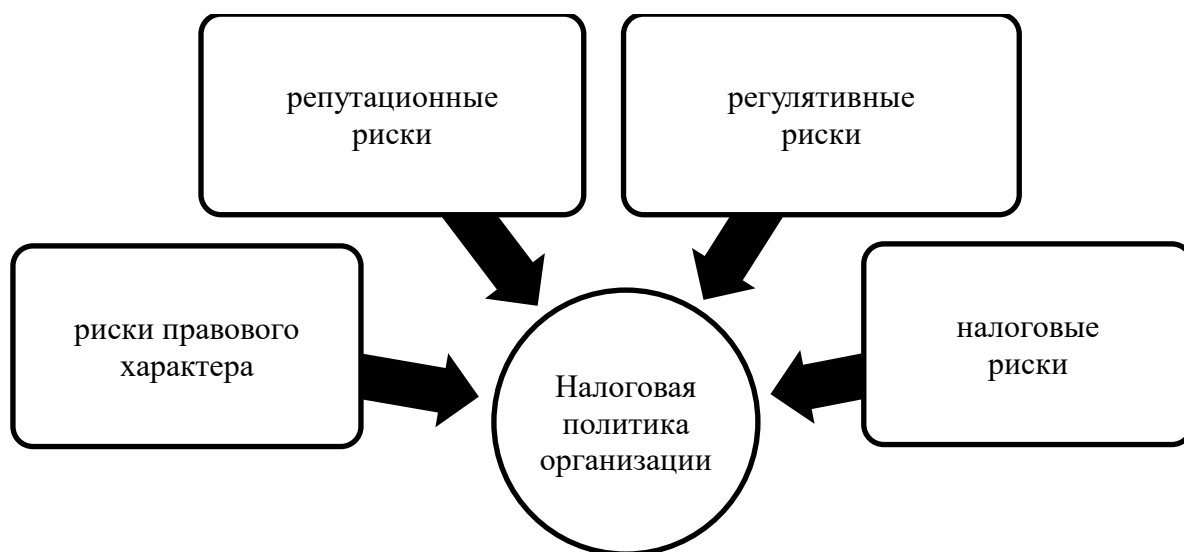 репутационные
риски
регулятивные
риски
риски правового
характера
налоговые
риски
Налоговая
политика
организации